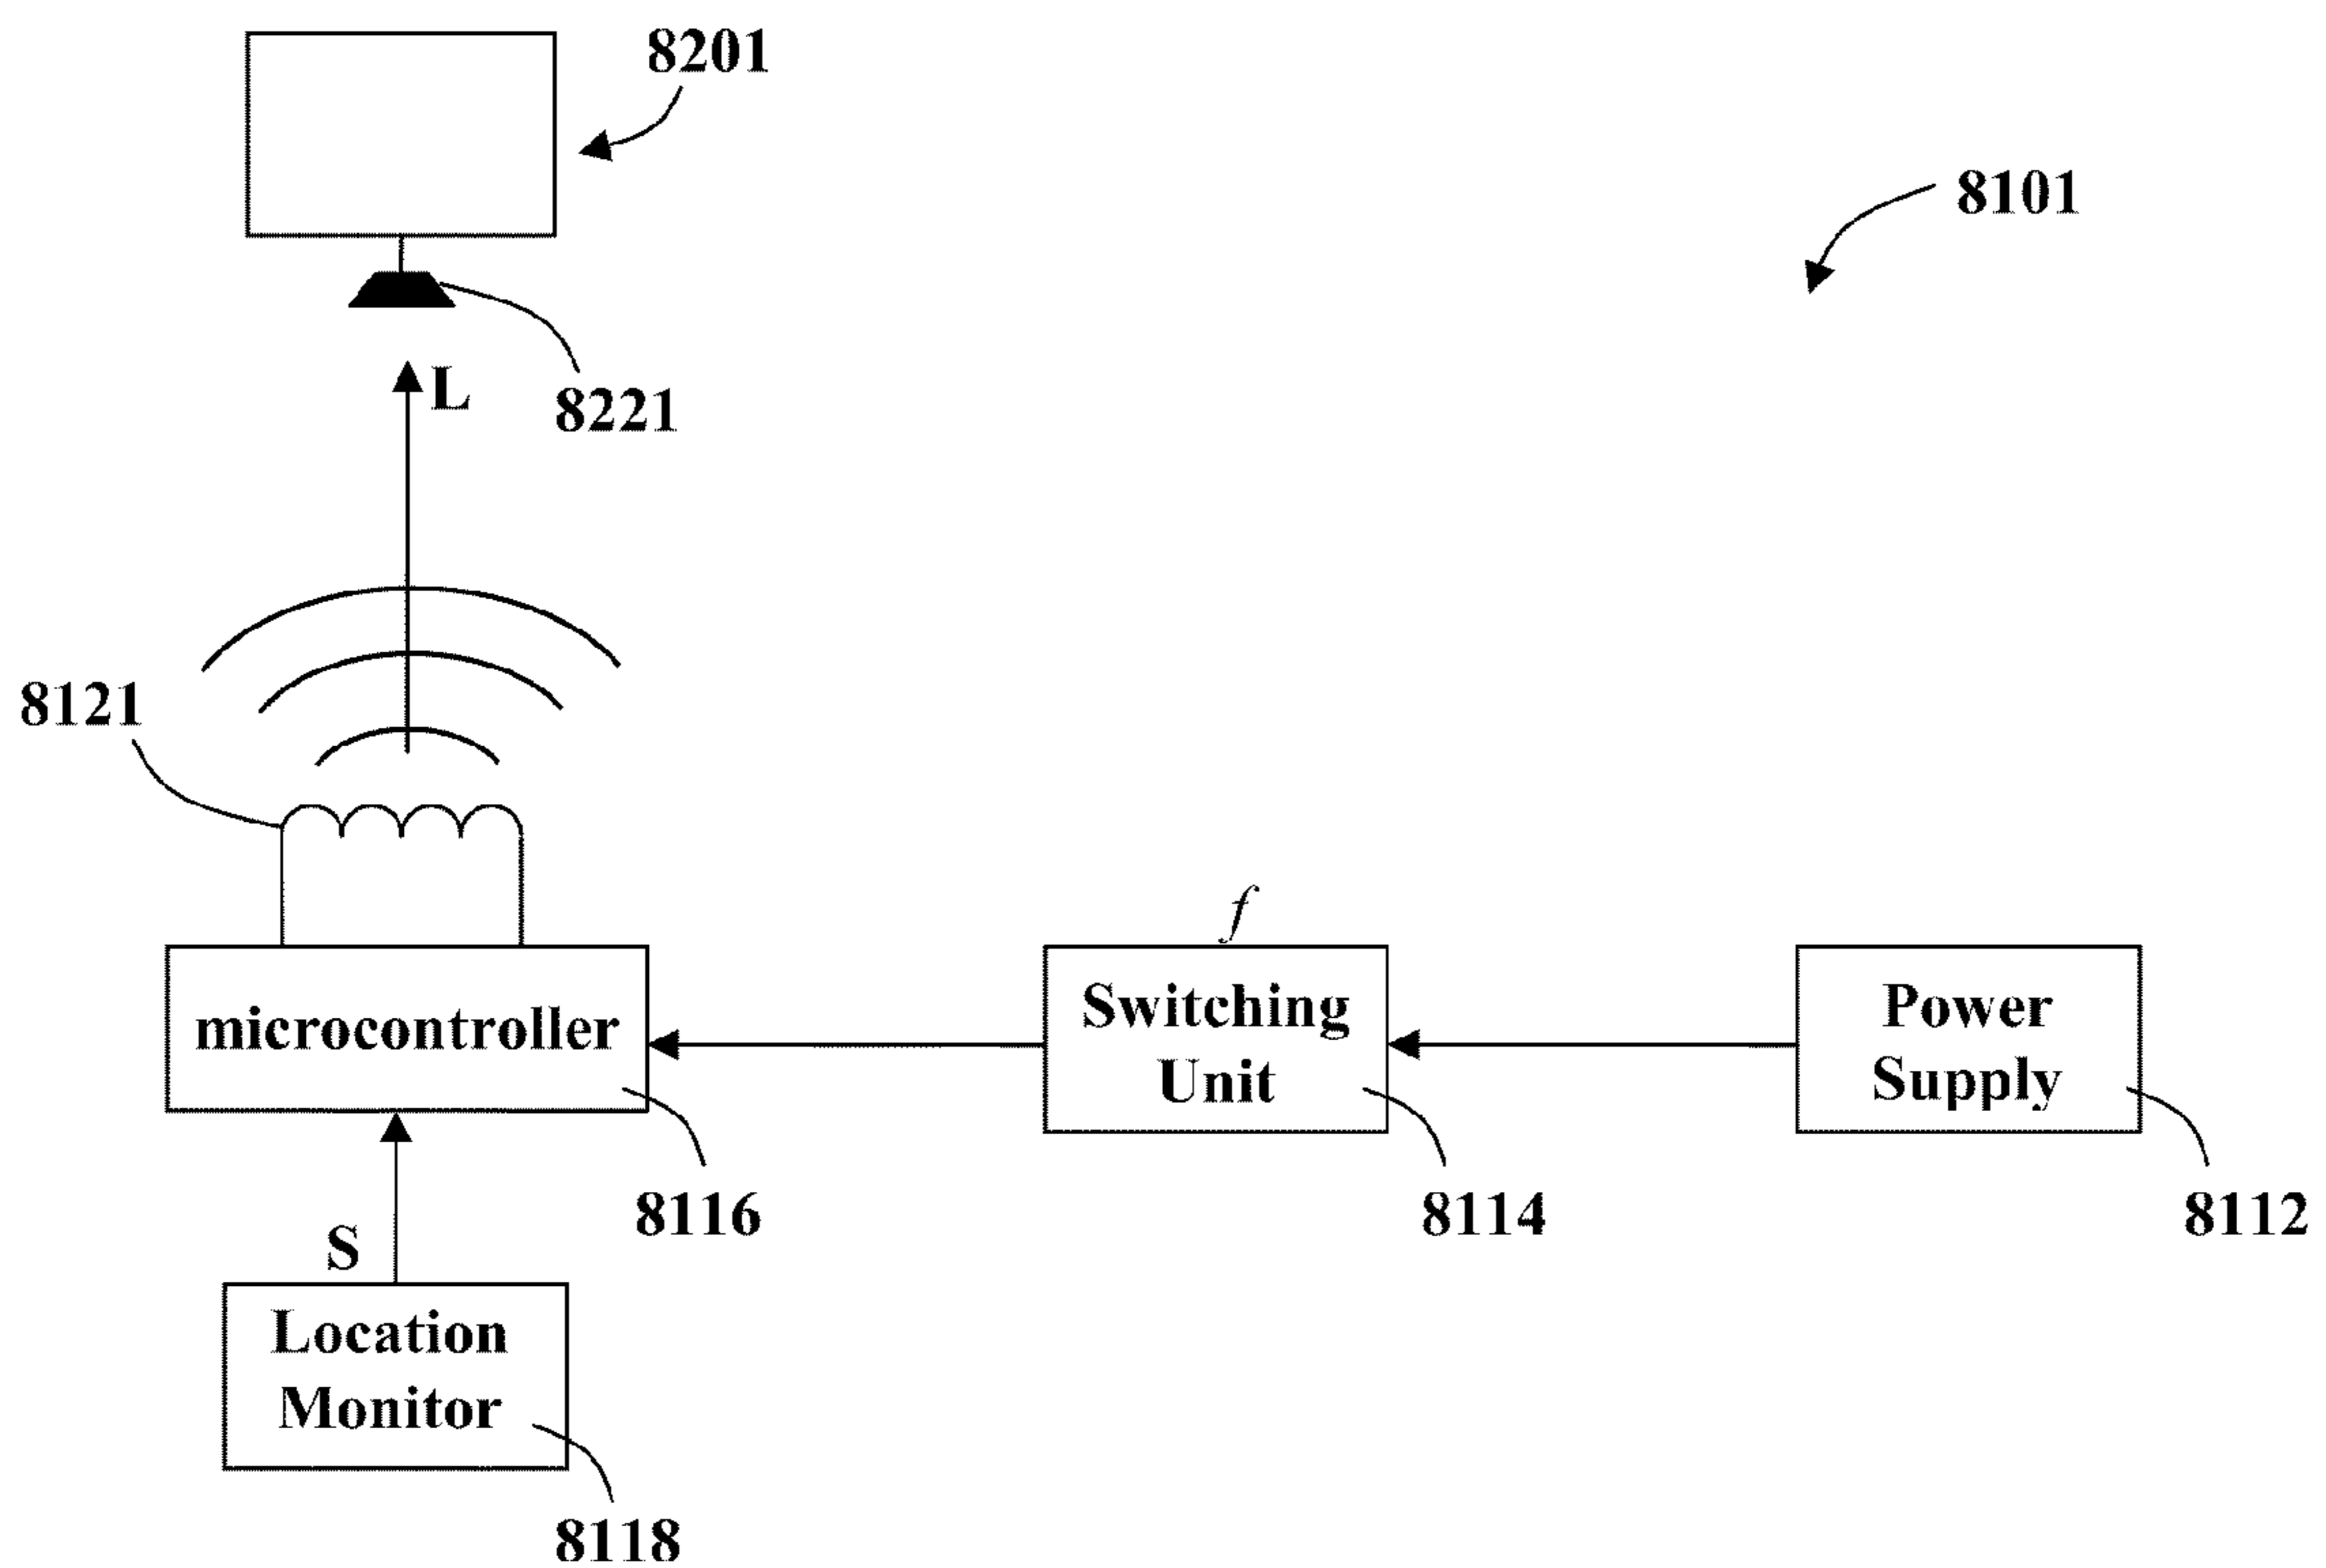 8201
8101
L
8221
8121
f
microcontroller
Switching
Unit
Power
Supply
8116
8114
8112
S
Location
Monitor
8118